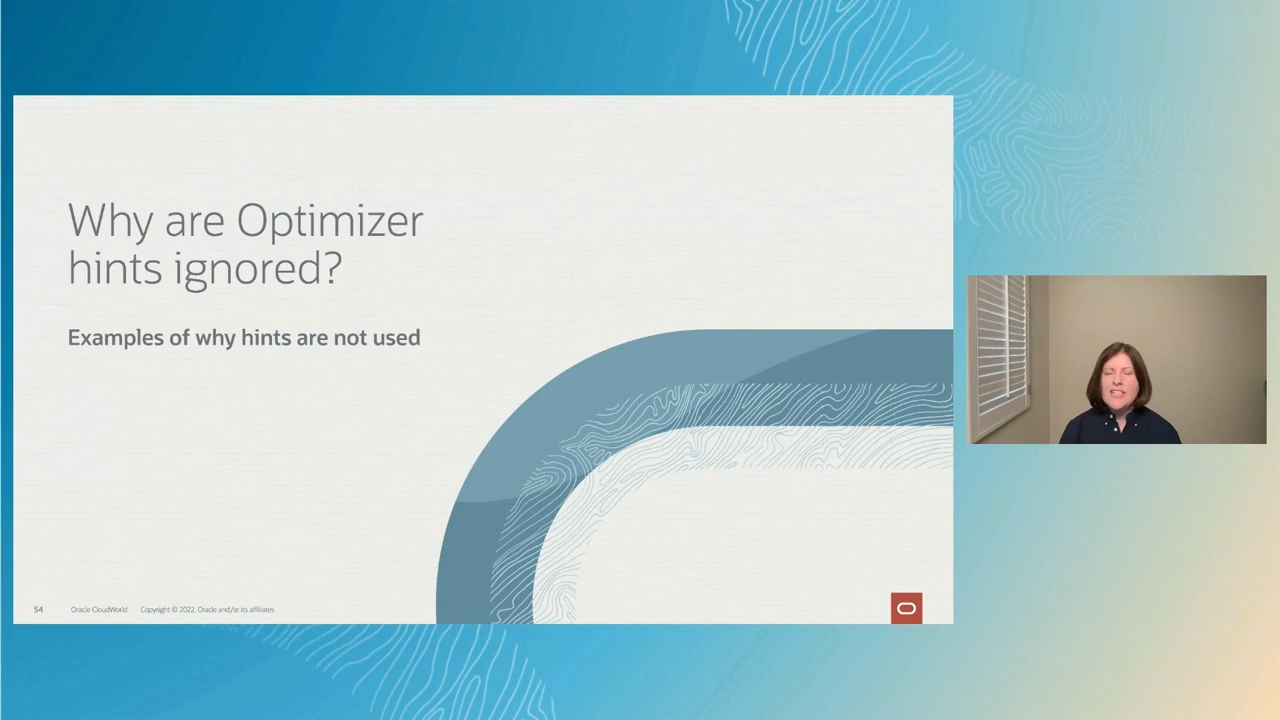 Why are Optimizer
hints ignored?
Examples of why hints are not used
54 Oracle CloudWorld Copyright © 2022, Oracle and/or its affiliates